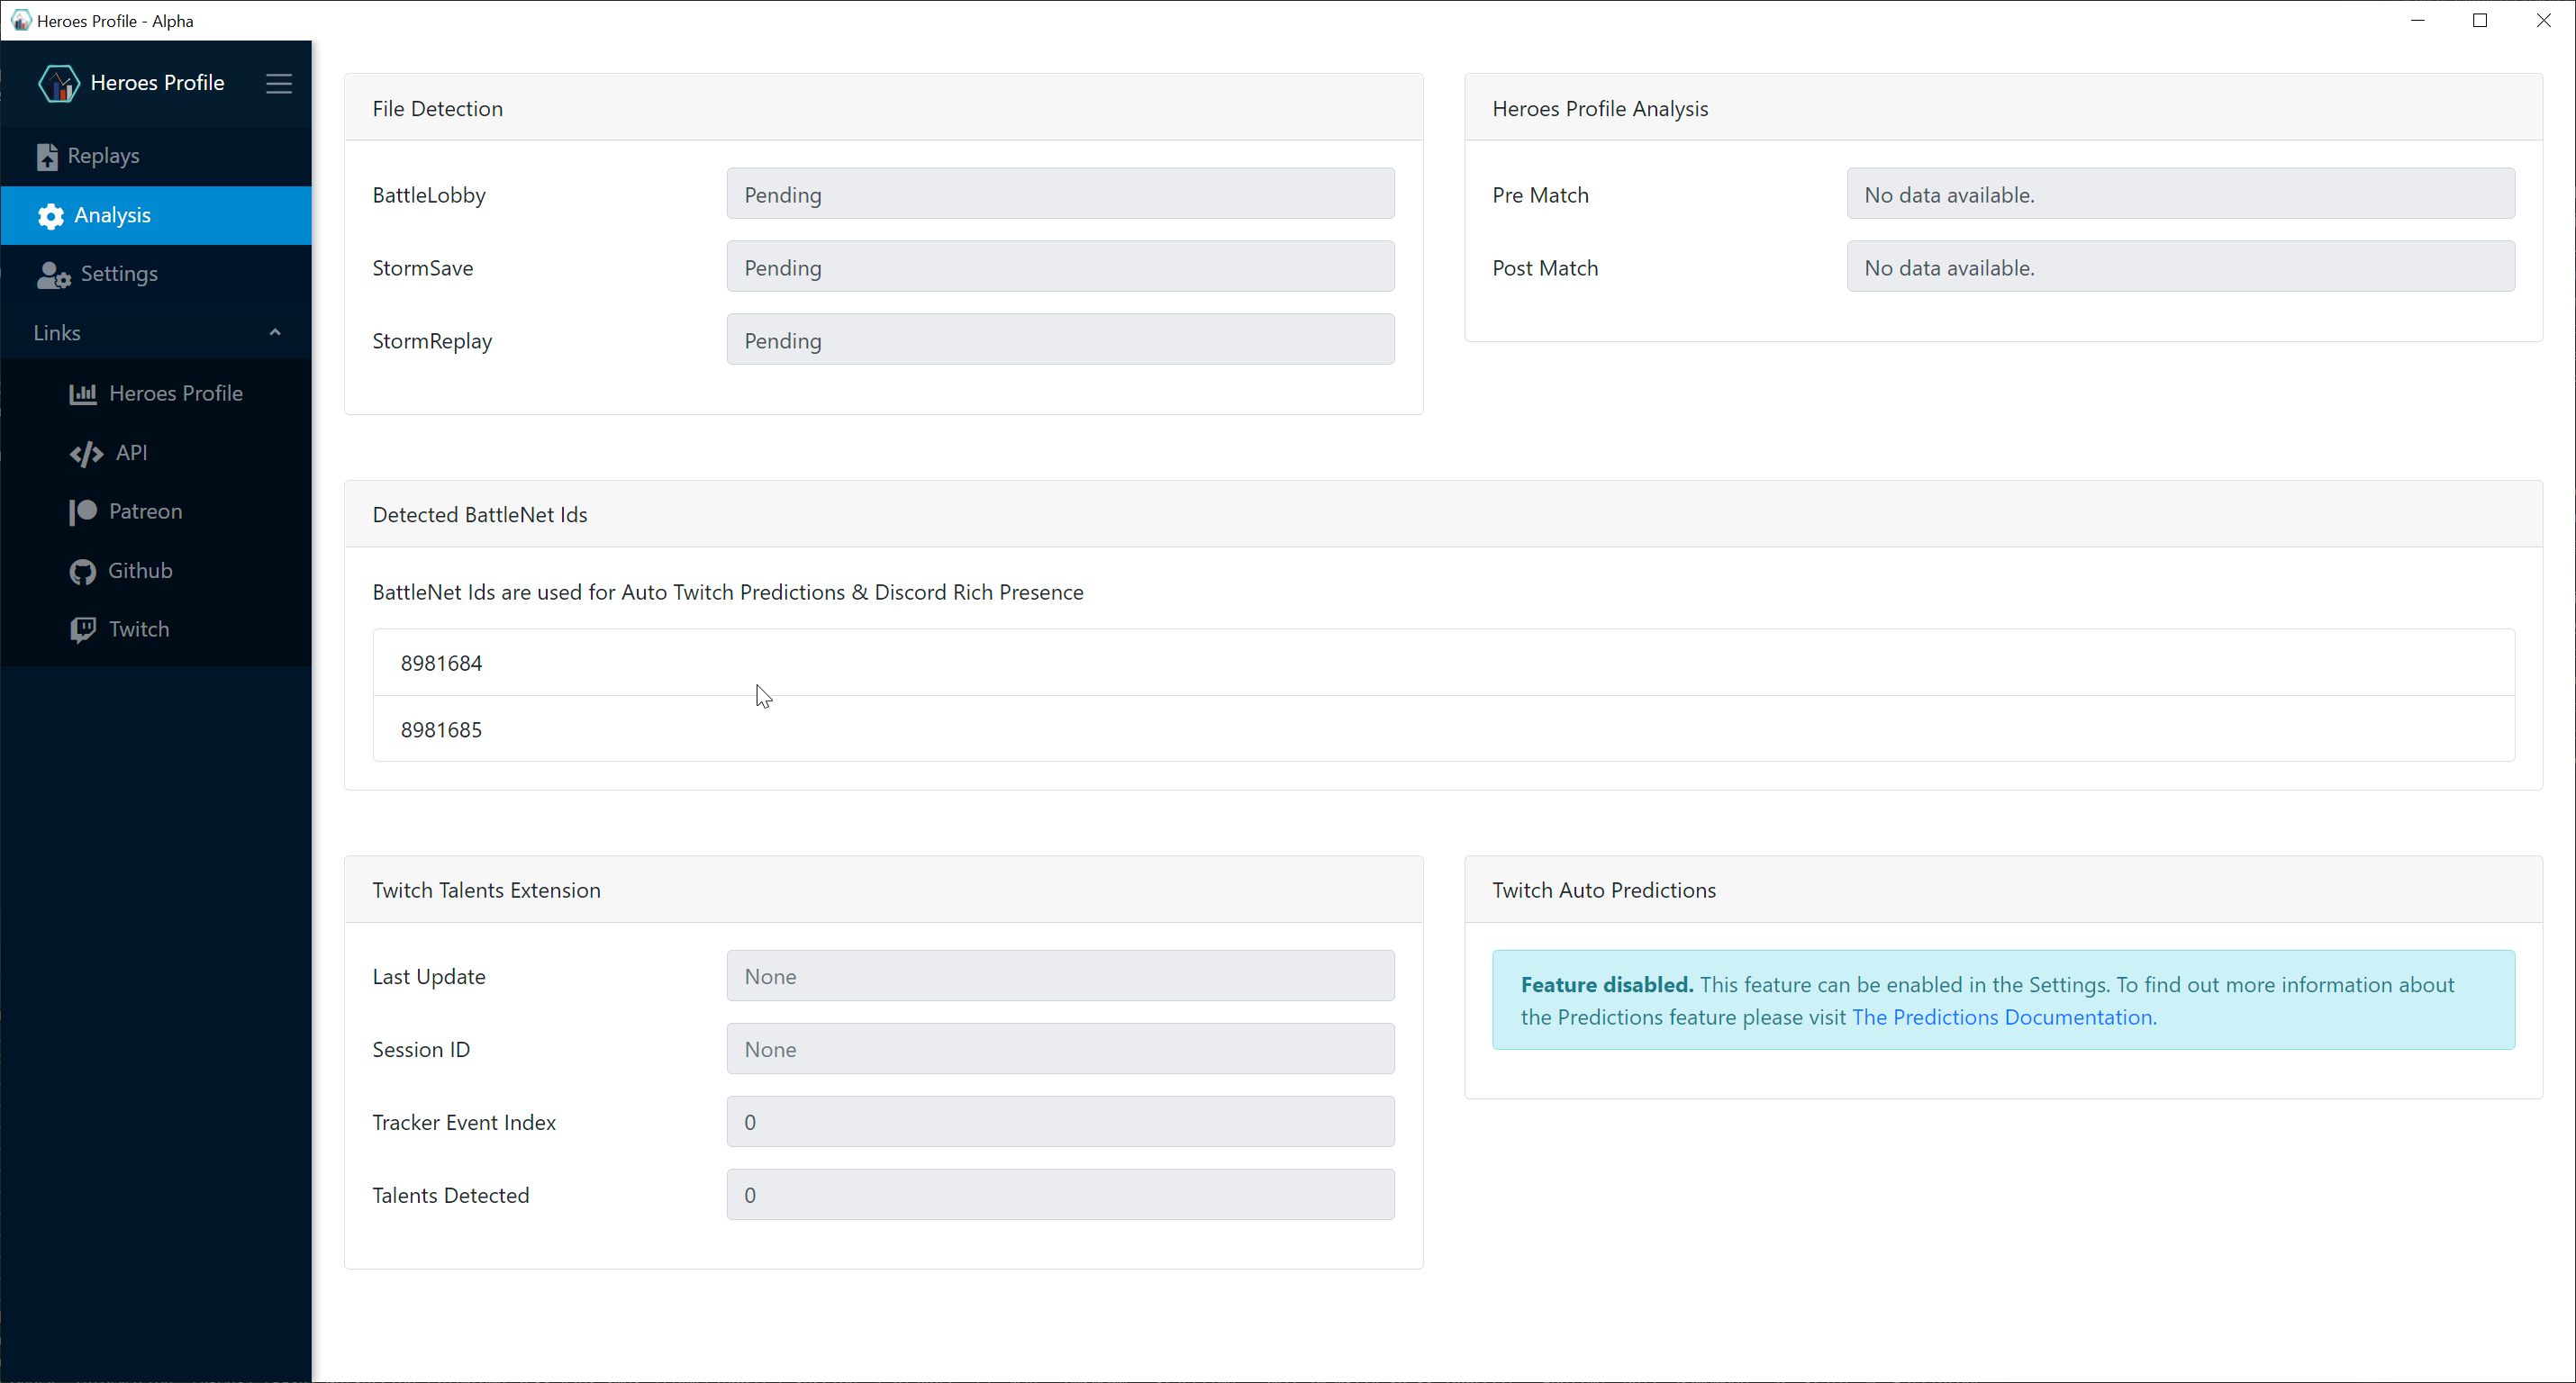 Heroes Profile - Alpha
Heroes Profile
Replays
Analysis
Settings
Links
Heroes Profile
API
Patreon
Github
Twitch
File Detection
BattleLobby
Pending
StormSave
Pending
StormReplay
Pending
Heroes Profile Analysis
Pre Match
No data available.
Post Match
No data available.
Detected BattleNet Ids
BattleNet Ids are used for Auto Twitch Predictions & Discord Rich Presence
8981684
8981685
Twitch Talents Extension
Last Update
None
Session ID
None
Tracker Event Index
0
Talents Detected
0
Twitch Auto Predictions
Feature disabled. This feature can be enabled in the Settings. To find out more information about
the Predictions feature please visit The Predictions Documentation.